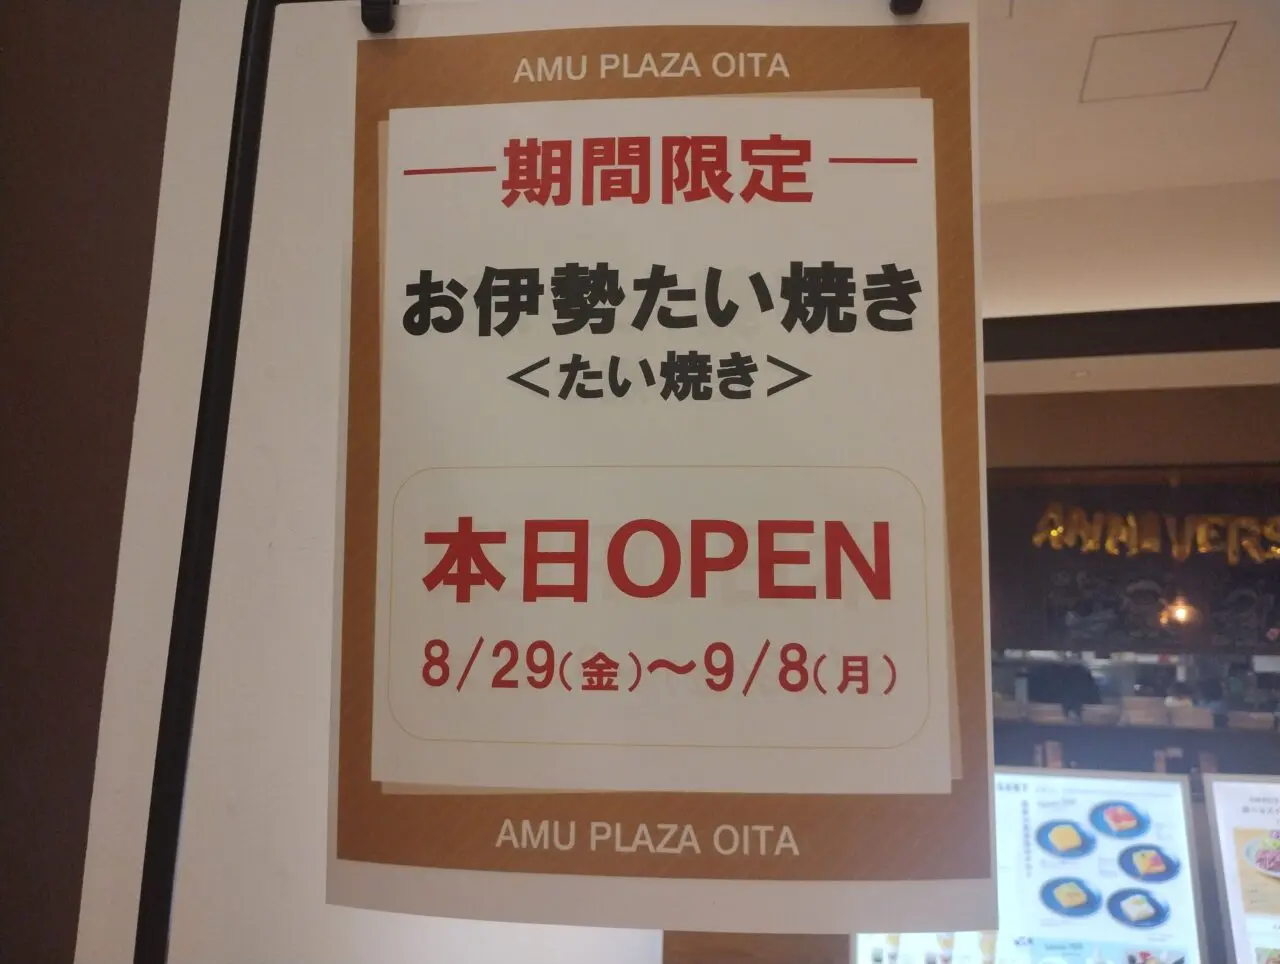 AMU PLAZA OITA
期間限定
お伊勢たい焼き
＜たい焼き＞
本日OPEN
8/29(金)～9/8(月)
AMU PLAZA OITA
ANNIVERS